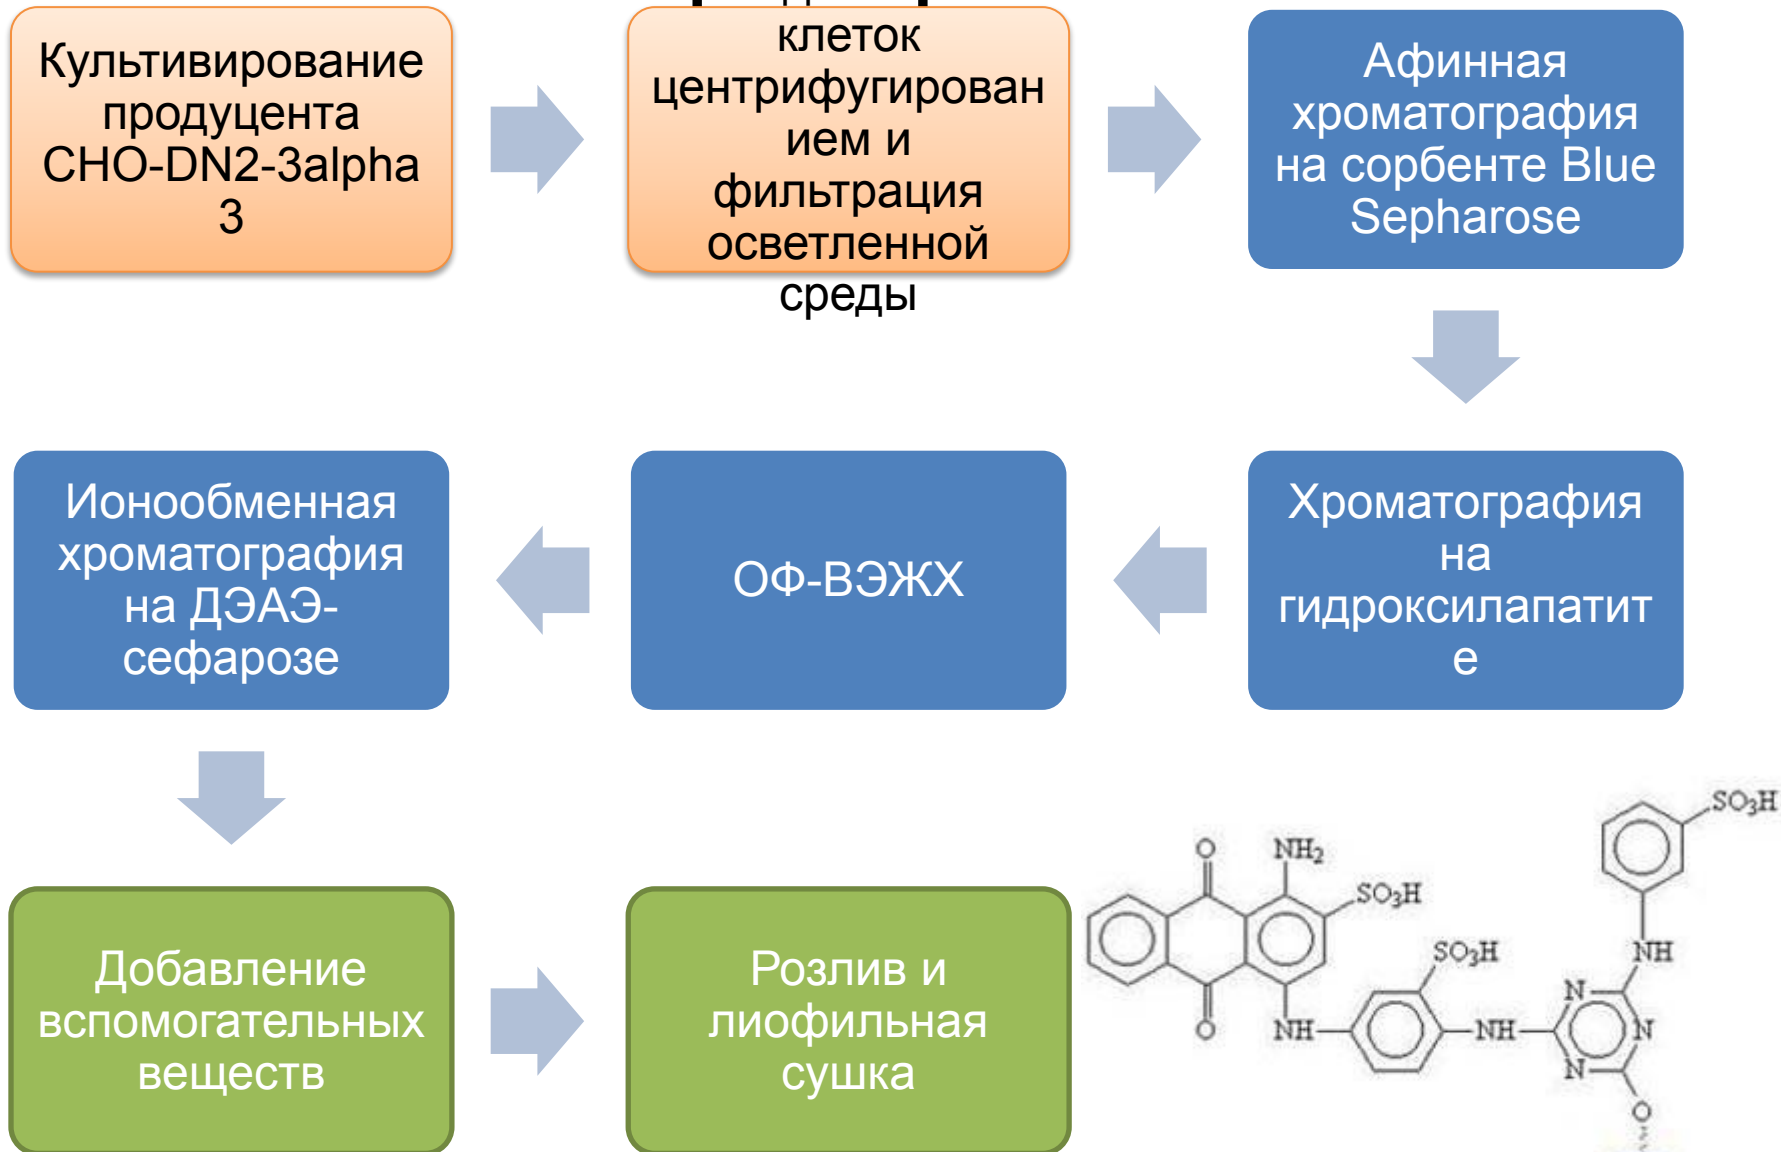 Культивирование
продуцента
CHO-DN2-3alpha
3
клеток
центрифугирован
ием и
фильтрация
осветленной
среды
Афинная
хроматография
на сорбенте Blue
Sepharose
Ионообменная
хроматография
на ДЭАЭ-
сефарозе
ОФ-ВЭЖХ
Хроматография
на
гидроксилапатит
е
Добавление
вспомогательных
веществ
Розлив и
лиофильная
сушка
SO₃H
O
NH₂
SO₃H
SO₃H
NH
N
N
O
NH
NH
N
O